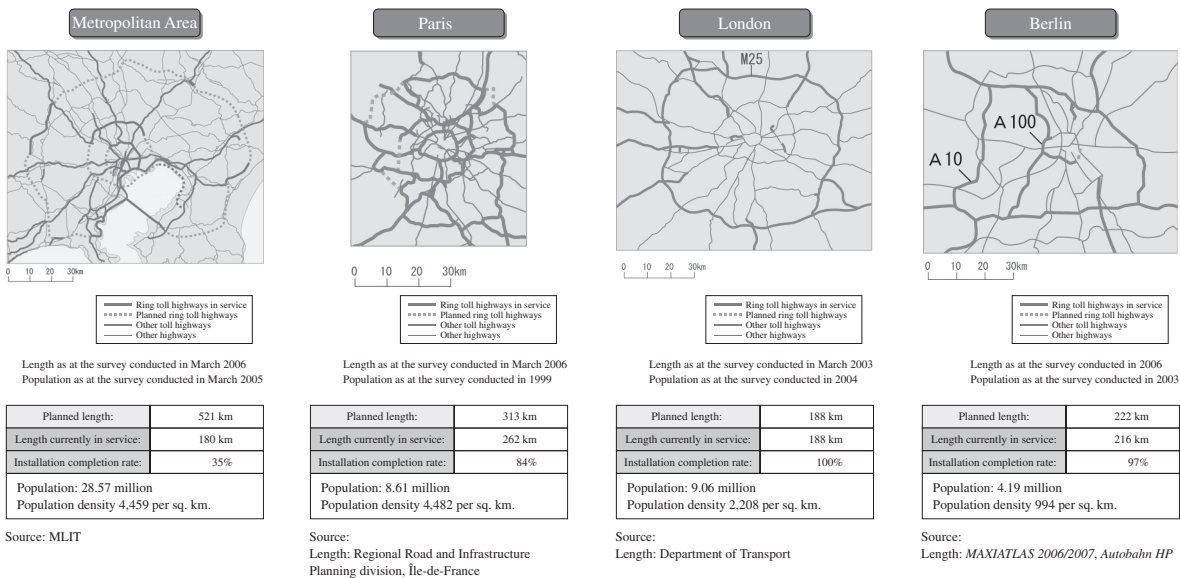 Metropolitan Area
0 10 20 30km
Ring toll highways in service
Planned ring toll highways
Other toll highways
Other highways
Length as at the survey conducted in March 2006
Population as at the survey conducted in March 2005
Planned length: 521 km
Length currently in service: 180 km
Installation completion rate: 35%
Population: 28.57 million
Population density 4,459 per sq. km.
Source: MLIT
Paris
0 10 20 30km
Ring toll highways in service
Planned ring toll highways
Other toll highways
Other highways
Length as at the survey conducted in March 2006
Population as at the survey conducted in 1999
Planned length: 313 km
Length currently in service: 262 km
Installation completion rate: 84%
Population: 8.61 million
Population density 4,482 per sq. km.
Source:
Length: Regional Road and Infrastructure
Planning division, Île-de-France
London
M25
0 10 20 30km
Ring toll highways in service
Planned ring toll highways
Other toll highways
Other highways
Length as at the survey conducted in March 2003
Population as at the survey conducted in 2004
Planned length: 188 km
Length currently in service: 188 km
Installation completion rate: 100%
Population: 9.06 million
Population density 2,208 per sq. km.
Source:
Length: Department of Transport
Berlin
A 100
A 10
0 10 20 30km
Ring toll highways in service
Planned ring toll highways
Other toll highways
Other highways
Length as at the survey conducted in 2006
Population as at the survey conducted in 2003
Planned length: 222 km
Length currently in service: 216 km
Installation completion rate: 97%
Population: 4.19 million
Population density 994 per sq. km.
Source:
Length: MAXIATLAS 2006/2007, Autobahn HP